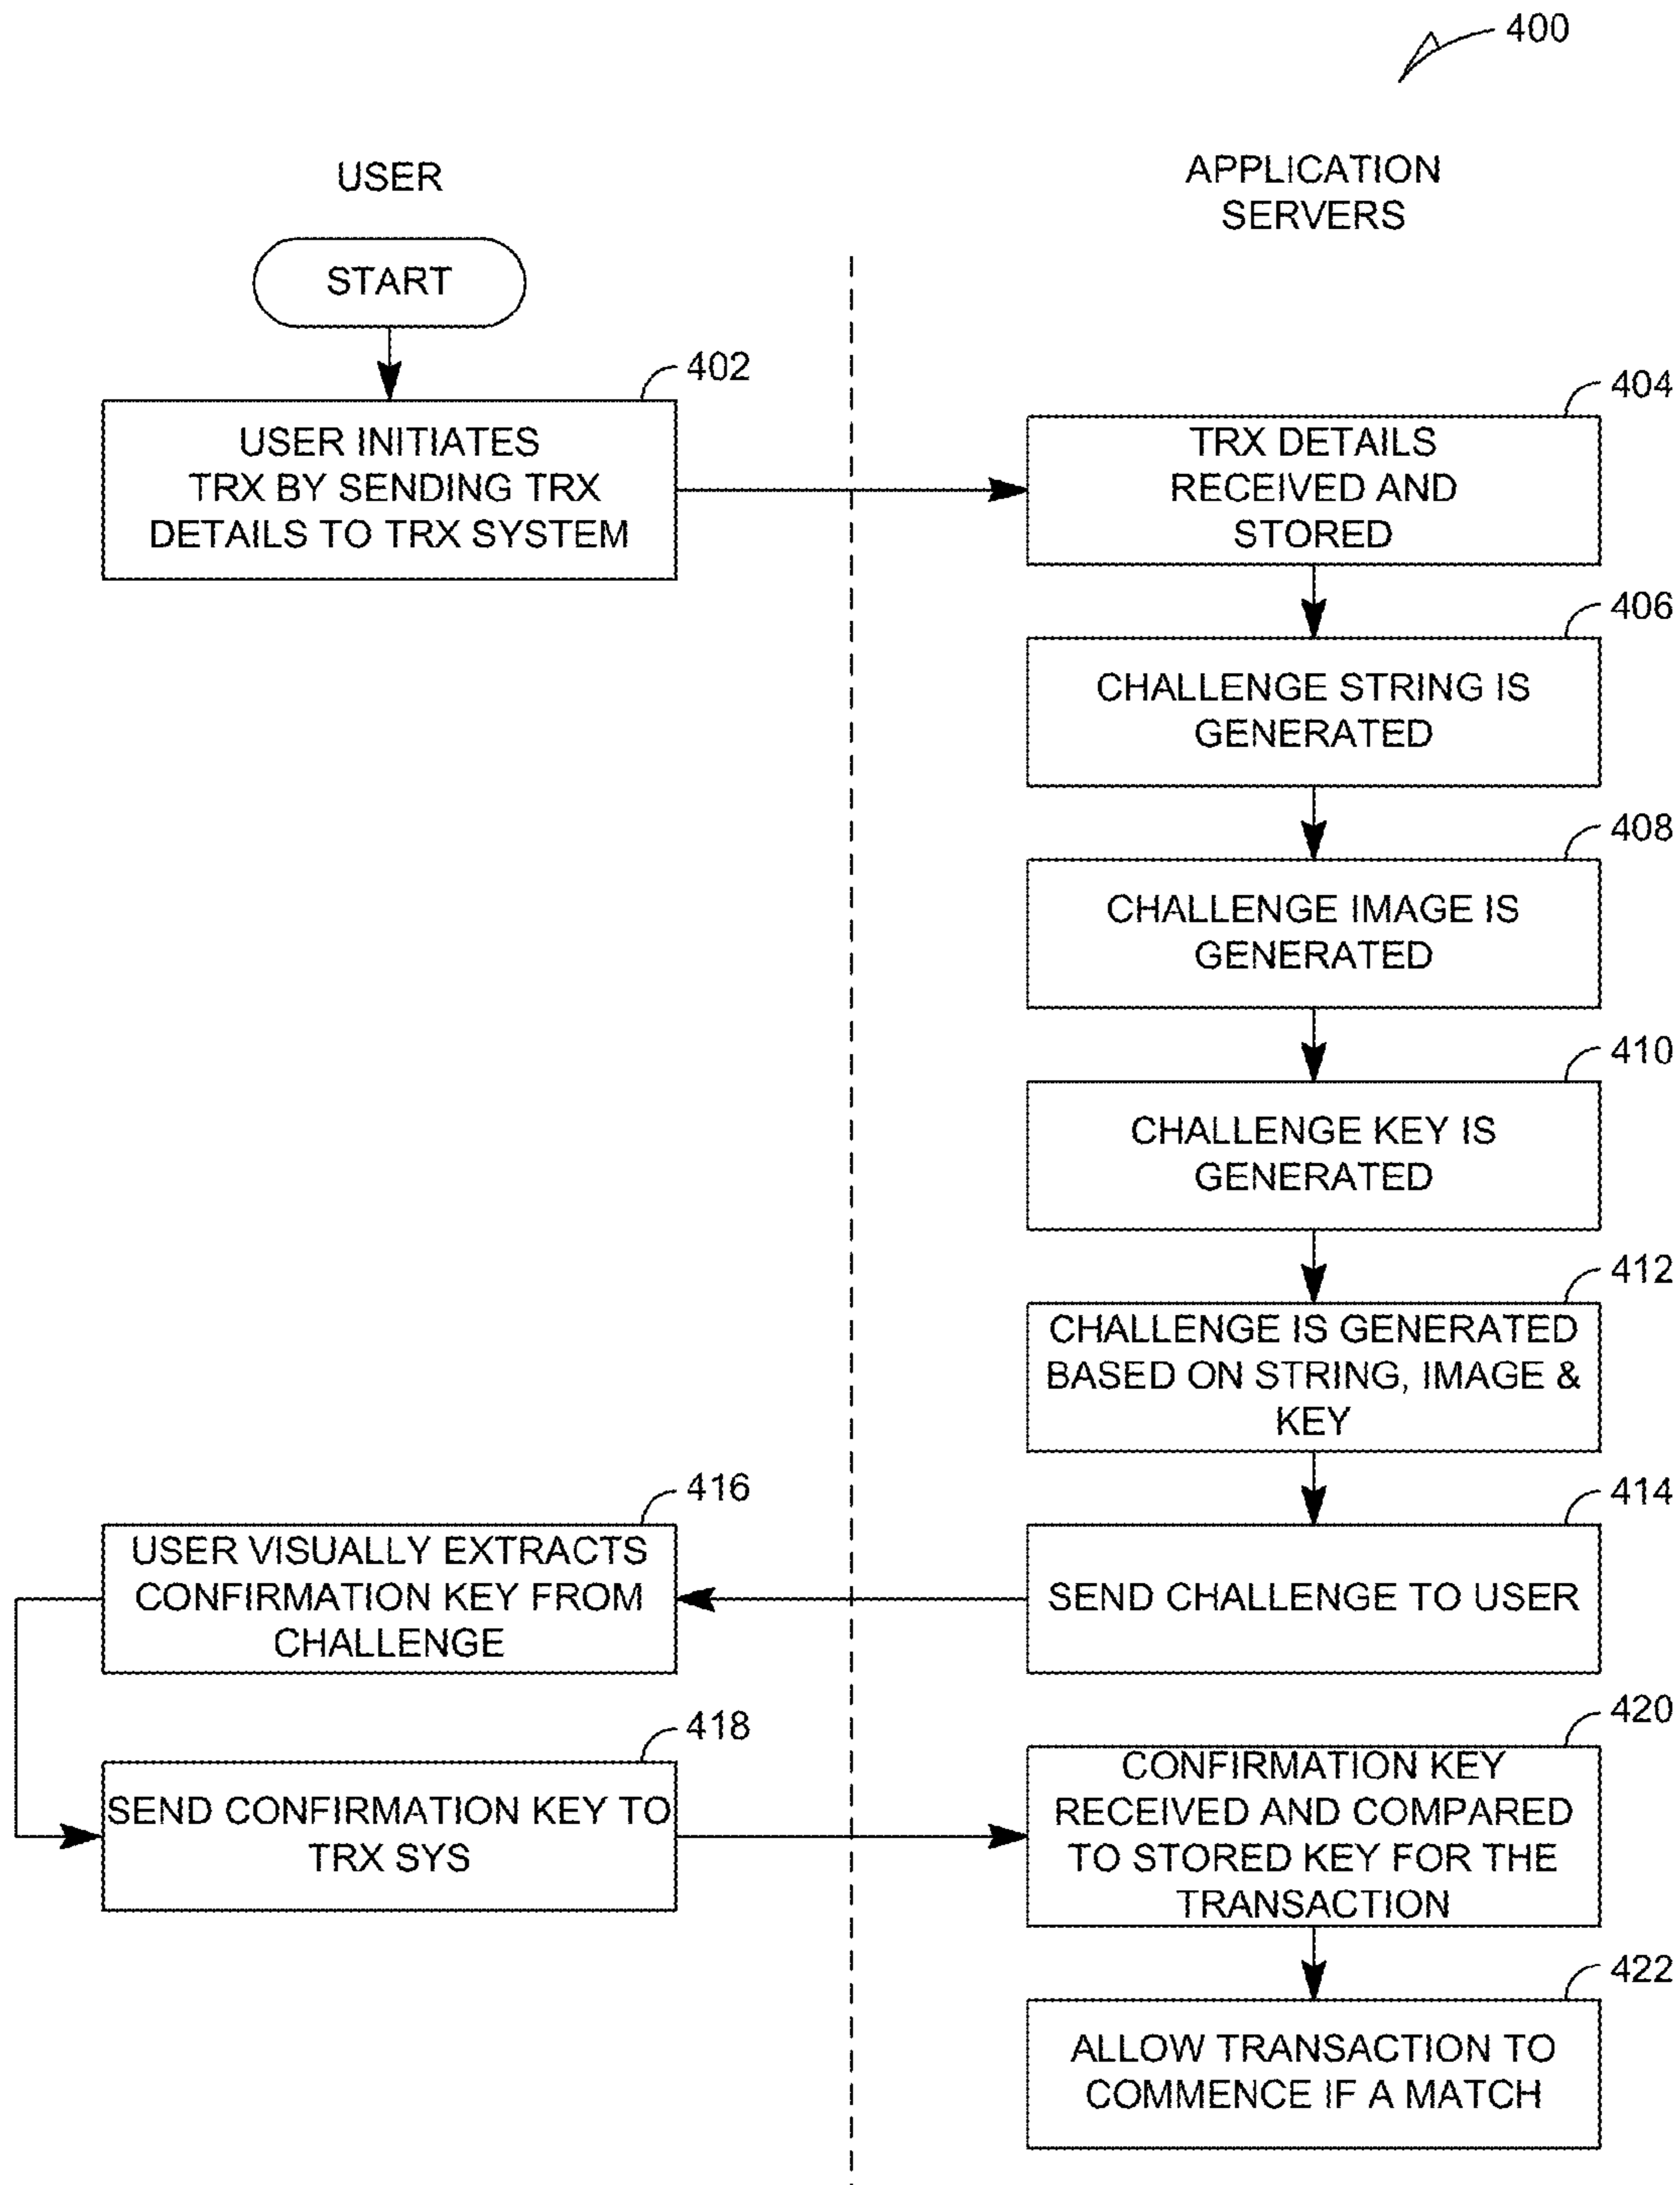 400
USER
APPLICATION
SERVERS
START
402
USER INITIATES
TRX BY SENDING TRX
DETAILS TO TRX SYSTEM
404
TRX DETAILS
RECEIVED AND
STORED
406
CHALLENGE STRING IS
GENERATED
408
CHALLENGE IMAGE IS
GENERATED
410
CHALLENGE KEY IS
GENERATED
412
CHALLENGE IS GENERATED
BASED ON STRING, IMAGE &
KEY
414
SEND CHALLENGE TO USER
416
USER VISUALLY EXTRACTS
CONFIRMATION KEY FROM
CHALLENGE
418
SEND CONFIRMATION KEY TO
TRX SYS
420
CONFIRMATION KEY
RECEIVED AND COMPARED
TO STORED KEY FOR THE
TRANSACTION
422
ALLOW TRANSACTION TO
COMMENCE IF A MATCH